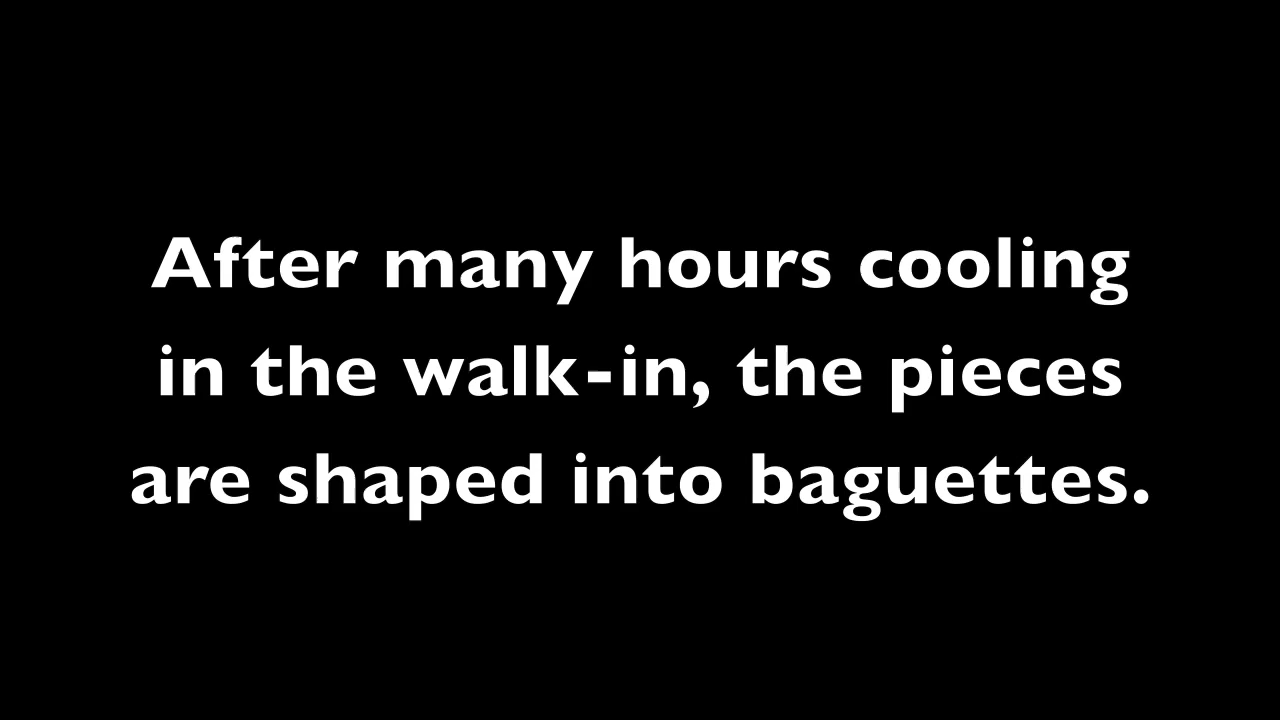 After many hours cooling
in the walk-in, the pieces
are shaped into baguettes.